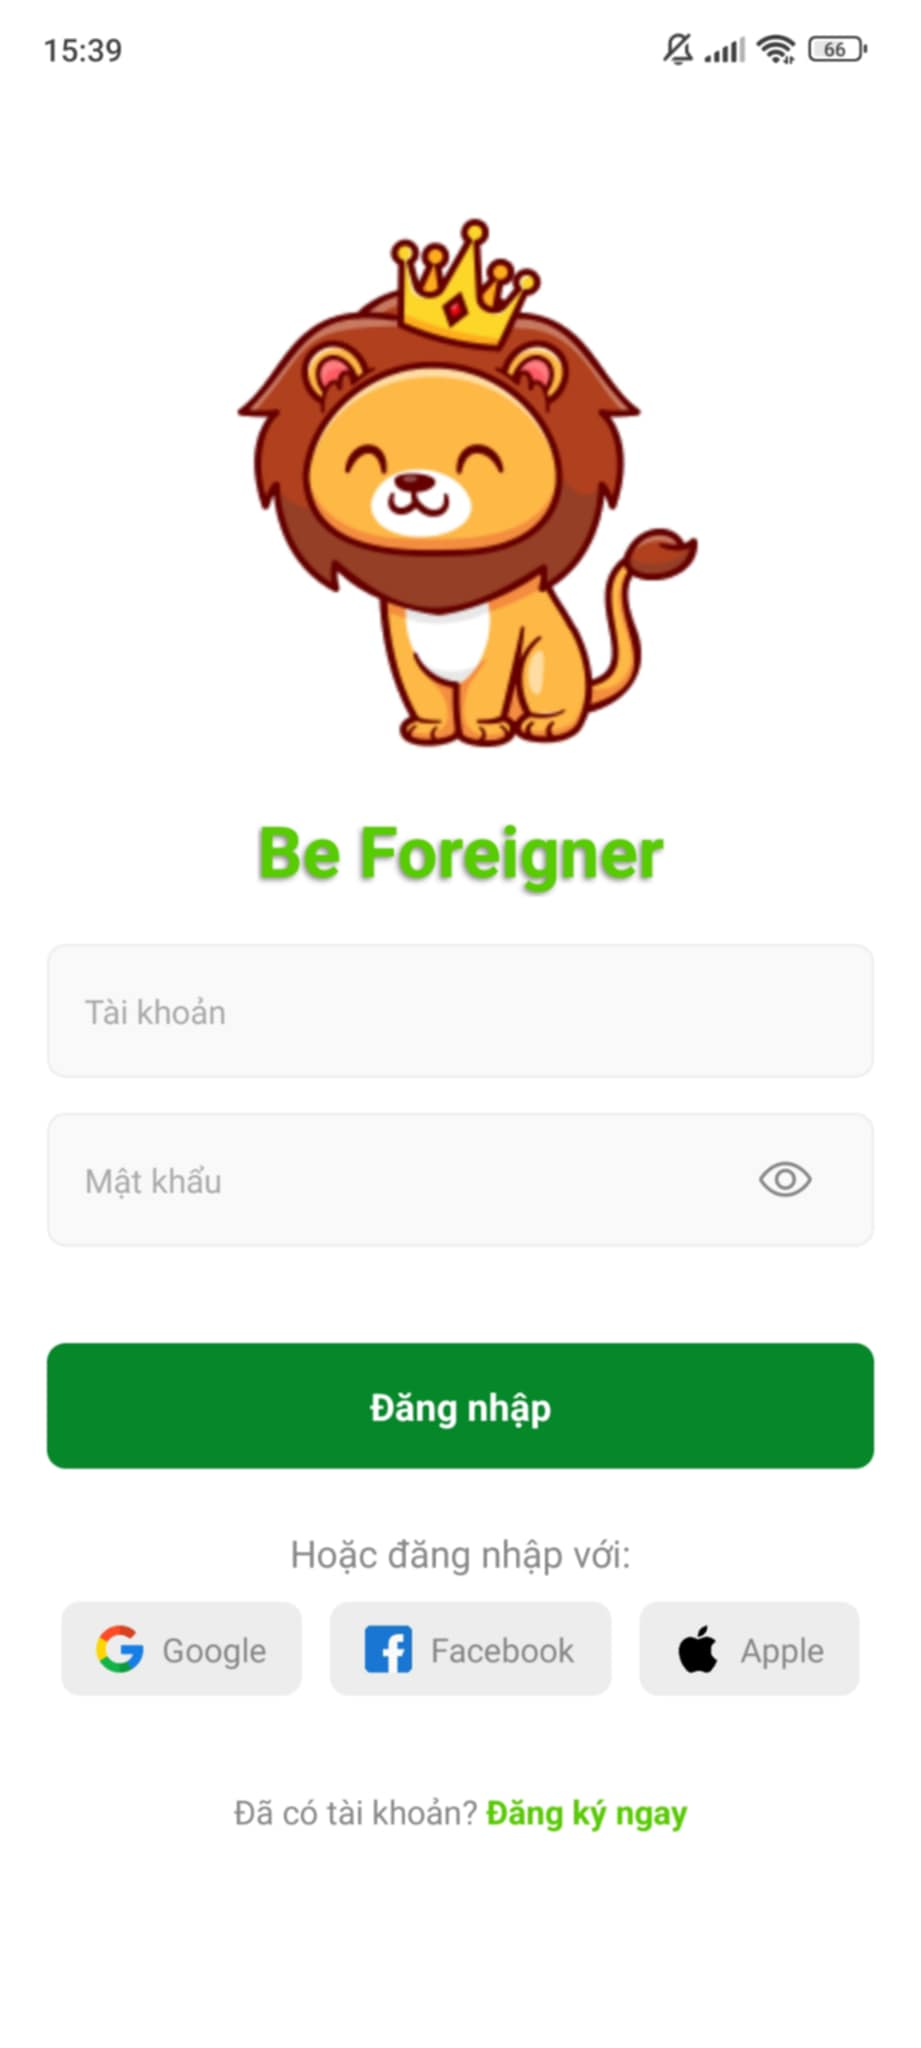 15:39
66
Be Foreigner
Tài khoản
Mật khẩu
Đăng nhập
Hoặc đăng nhập với:
Google
Facebook
Apple
Đã có tài khoản? Đăng ký ngay